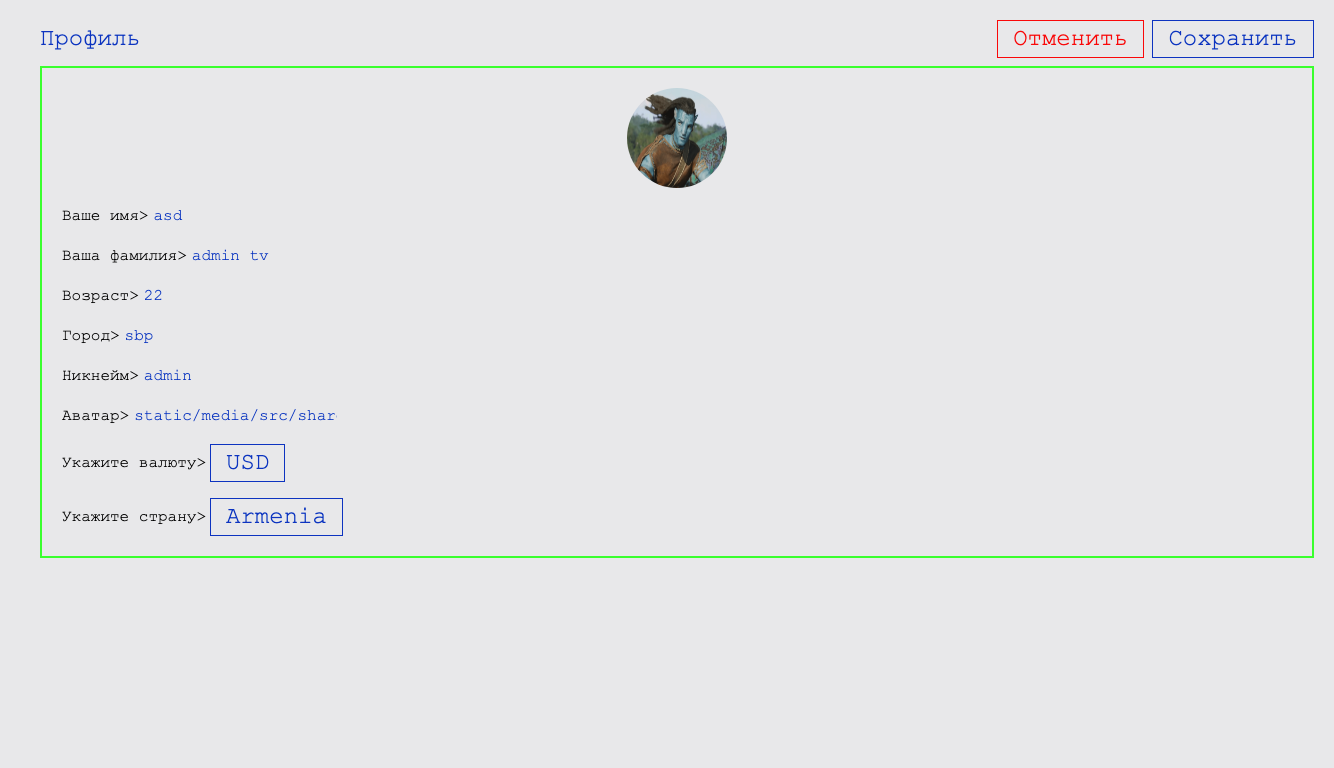 Профиль
Отменить
Сохранить
Ваше имя> asd
Ваша фамилия> admin tv
Возраст> 22
Город> sbp
Никнейм> admin
Аватар> static/media/src/shar
Укажите валюту> USD
Укажите страну> Armenia